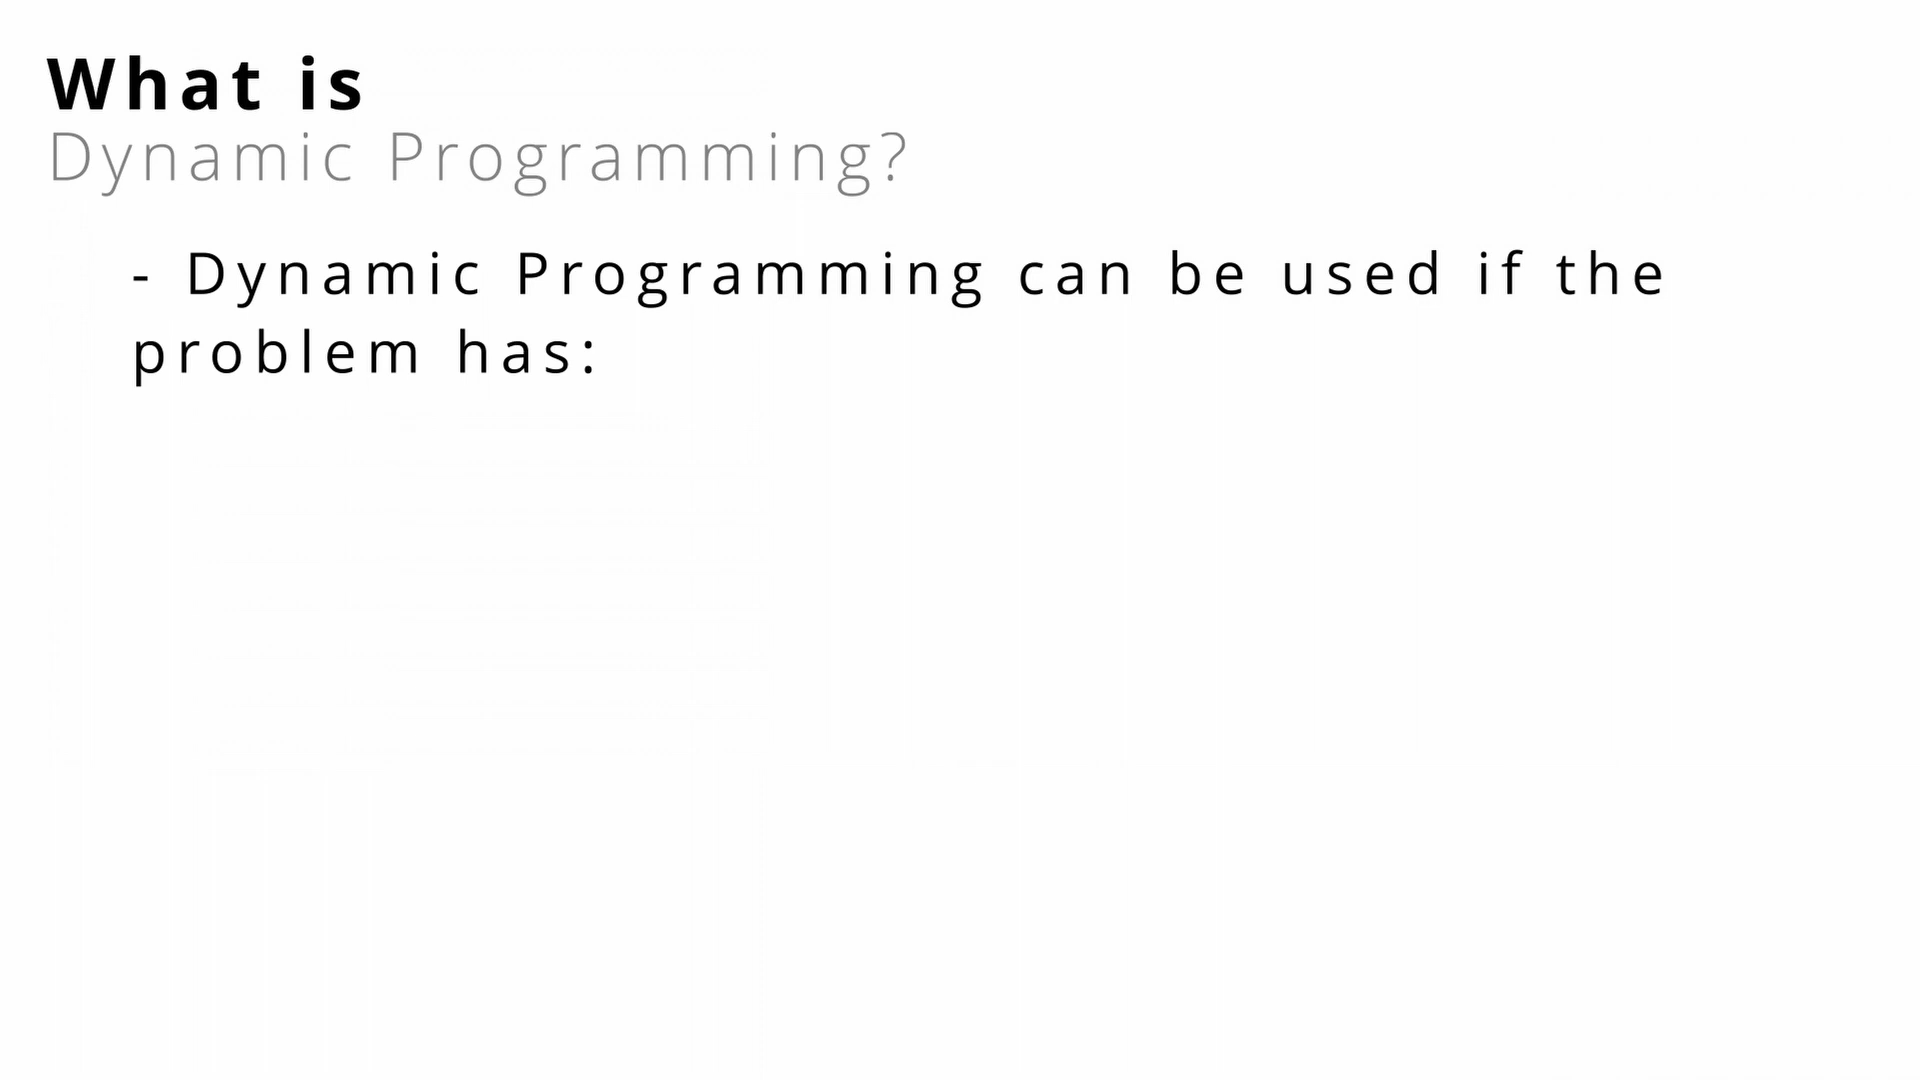 What is
Dynamic Programming?
- Dynamic Programming can be used if the
problem has: